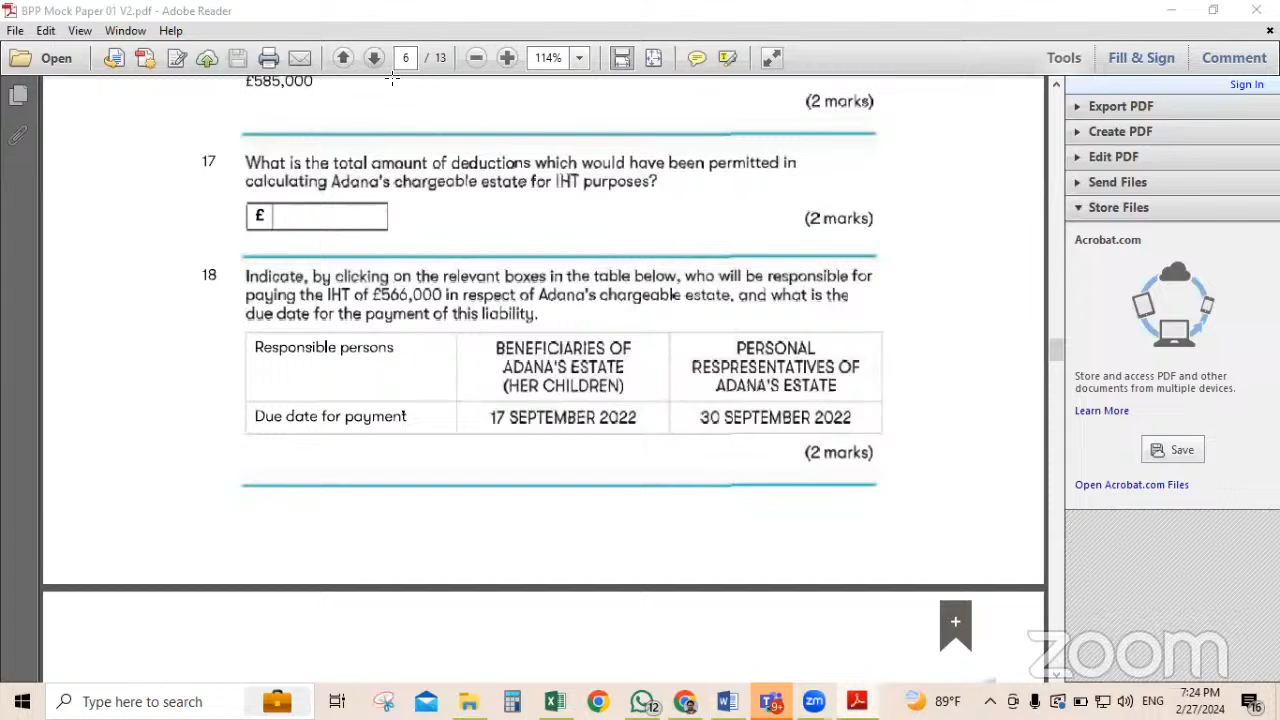 BPP Mock Paper 01 V2.pdf - Adobe Reader
File Edit View Window Help
Open 6 / 13 114% Tools Fill & Sign Comment
Sign In
£585,000
(2 marks)
Export PDF
Create PDF
Edit PDF
Send Files
Store Files
Acrobat.com
Store and access PDF and other
documents from multiple devices.
Learn More
Save
Open Acrobat.com Files
17 What is the total amount of deductions which would have been permitted in
calculating Adana's chargeable estate for IHT purposes?
£
(2 marks)
18 Indicate, by clicking on the relevant boxes in the table below, who will be responsible for
paying the IHT of £566,000 in respect of Adana's chargeable estate, and what is the
due date for the payment of this liability.
Responsible persons
BENEFICIARIES OF
ADANA'S ESTATE
(HER CHILDREN)
PERSONAL
RESPRESENTATIVES OF
ADANA'S ESTATE
Due date for payment 17 SEPTEMBER 2022 30 SEPTEMBER 2022
(2 marks)
zoom
Type here to search
12
9+
89°F
ENG
7:24 PM
2/27/2024
16